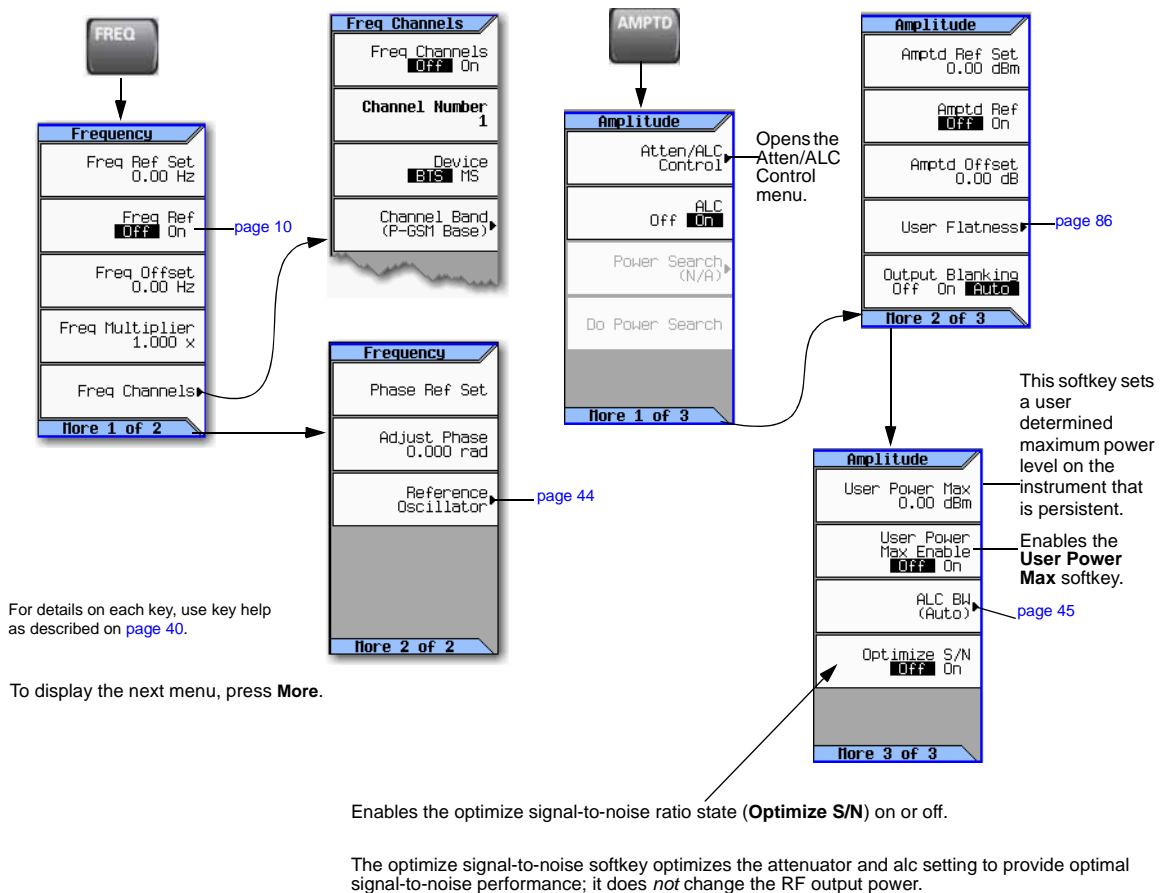 FREQ
Frequency
Freq Ref Set
0.00 Hz
Freq Ref
Off On
page 10
Freq Offset
0.00 Hz
Freq Multiplier
1.000 x
Freq Channels
More 1 of 2
Freq Channels
Freq Channels
Off On
Channel Number
1
Device
BTS MS
Channel Band
(P-GSM Base)
Frequency
Phase Ref Set
Adjust Phase
0.000 rad
Reference
Oscillator
page 44
More 2 of 2
For details on each key, use key help
as described on page 40.
To display the next menu, press More.
AMPTD
Amplitude
Atten/ALC
Control
Opens the
Atten/ALC
Control
menu.
ALC
Off On
Power Search
(N/A)
Do Power Search
More 1 of 3
Amplitude
Amptd Ref Set
0.00 dBm
Amptd Ref
Off On
Amptd Offset
0.00 dB
User Flatness
page 86
Output Blanking
Off On Auto
More 2 of 3
Amplitude
User Power Max
0.00 dBm
This softkey sets
a user
determined
maximum power
level on the
instrument that
is persistent.
User Power
Max Enable
Off On
Enables the
User Power
Max softkey.
ALC BW
(Auto)
page 45
Optimize S/N
Off On
More 3 of 3
Enables the optimize signal-to-noise ratio state (Optimize S/N) on or off.
The optimize signal-to-noise softkey optimizes the attenuator and alc setting to provide optimal
signal-to-noise performance; it does not change the RF output power.